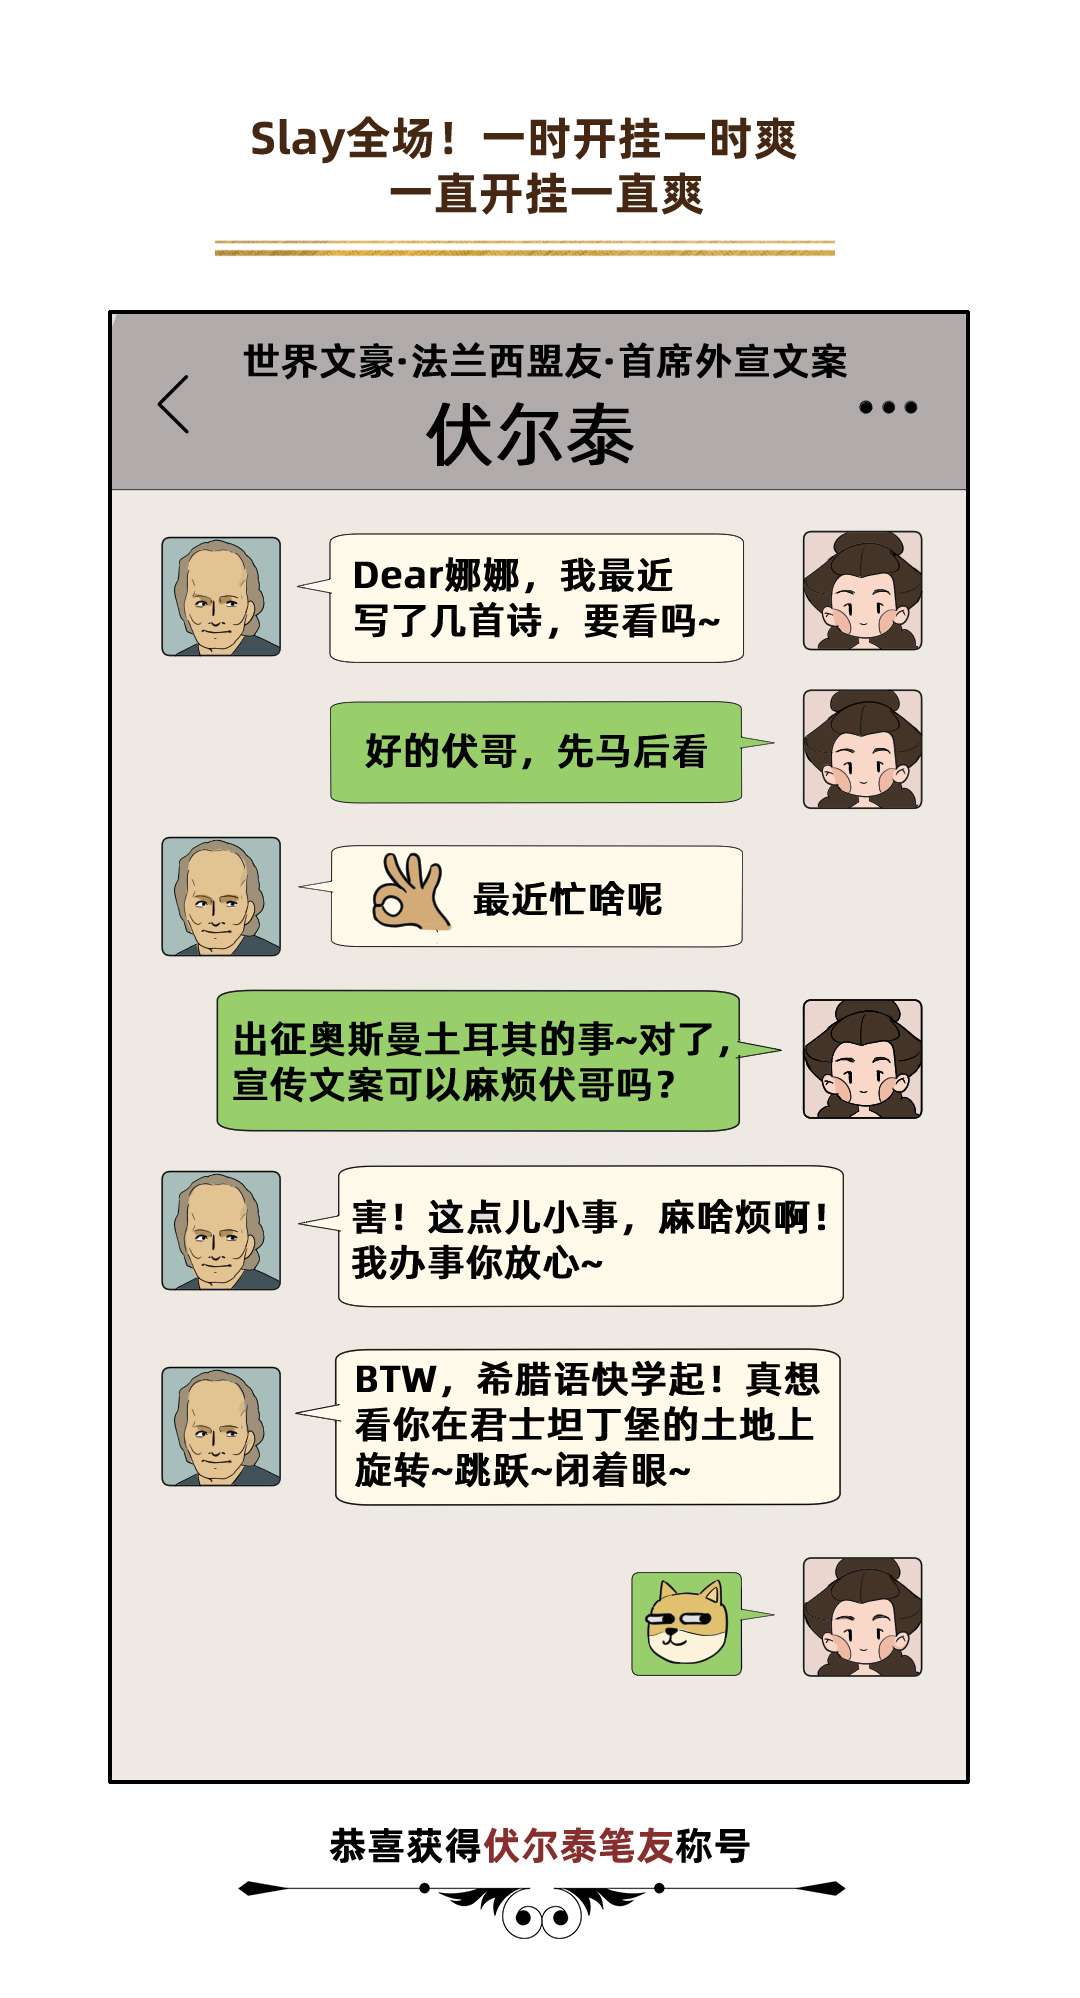 Slay全场！一时开挂一时爽
一直开挂一直爽
世界文豪·法兰西盟友·首席外宣文案
伏尔泰
Dear娜娜，我最近
写了几首诗，要看吗~
好的伏哥，先马后看
最近忙啥呢
出征奥斯曼土耳其的事~对了，
宣传文案可以麻烦伏哥吗？
害！这点儿小事，麻啥烦啊！
我办事你放心~
BTW，希腊语快学起！真想
看你在君士坦丁堡的土地上
旋转~跳跃~闭着眼~
恭喜获得伏尔泰笔友称号